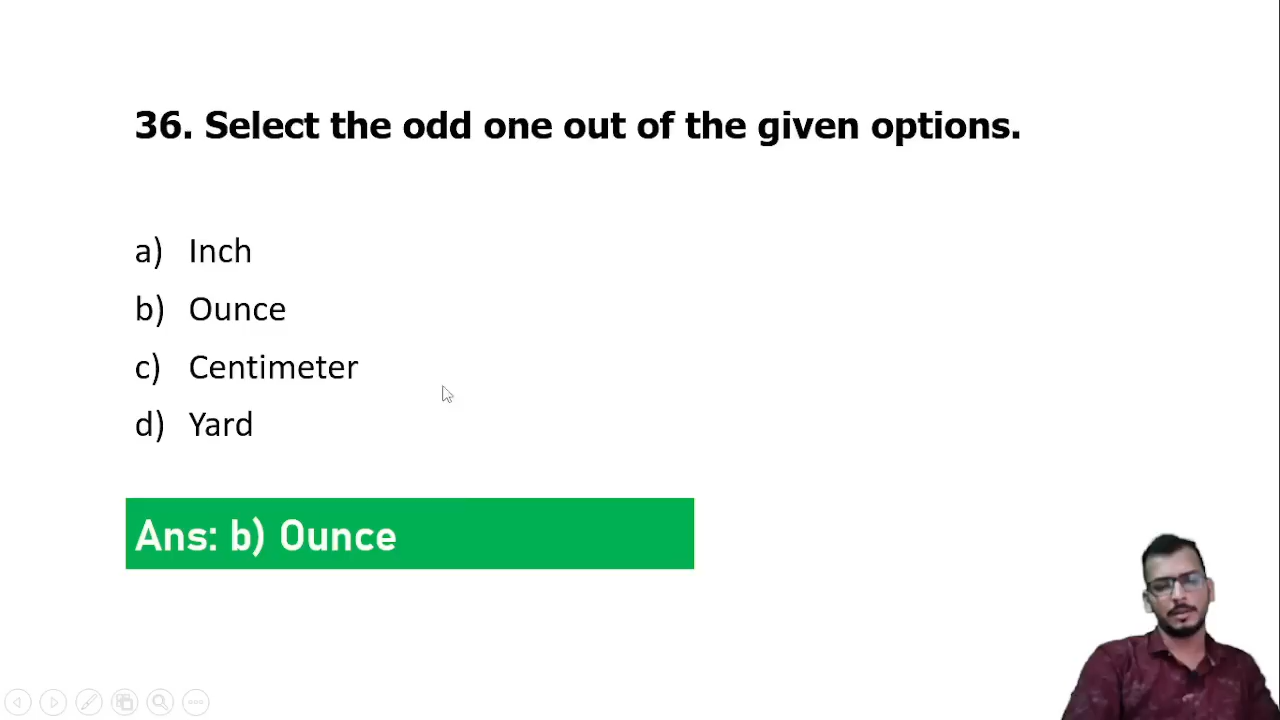 36. Select the odd one out of the given options.
a) Inch
b) Ounce
c) Centimeter
d) Yard
Ans: b) Ounce